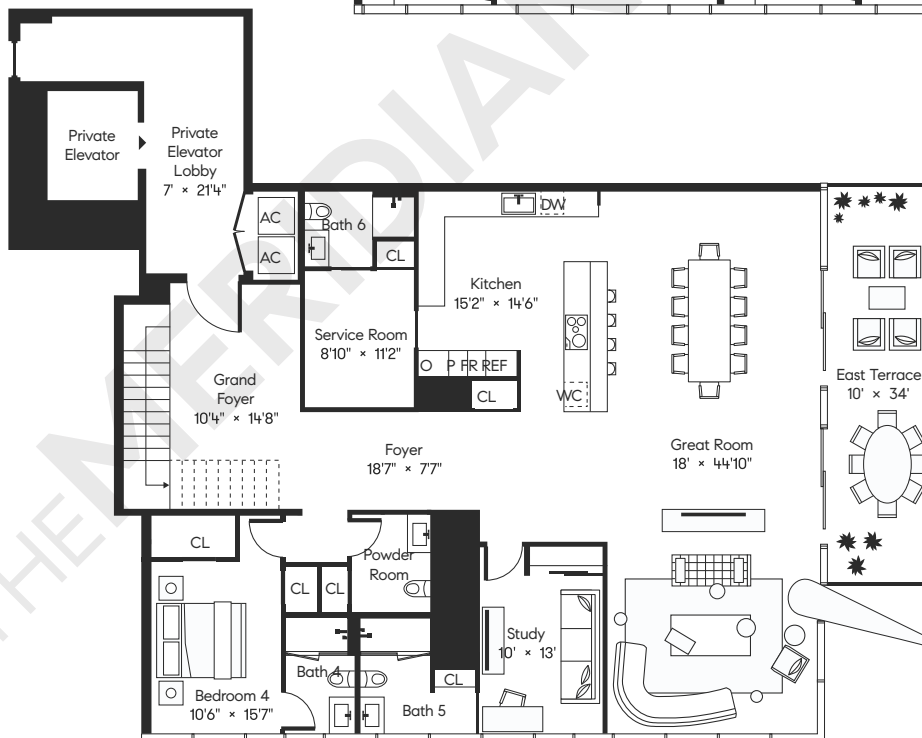 THE MERIDIAN
Private
Elevator
Private
Elevator
Lobby
7' × 21'4"
AC
AC
Bath 6
CL
DW
Kitchen
15'2" × 14'6"
Service Room
8'10" × 11'2"
O P FR REF
CL
WC
Grand
Foyer
10'4" × 14'8"
Foyer
18'7" × 7'7"
Great Room
18' × 44'10"
East Terrace
10' × 34'
CL
CL
CL
Powder
Room
Bath 4
Bedroom 4
10'6" × 15'7"
Bath 5
CL
Study
10' × 13'